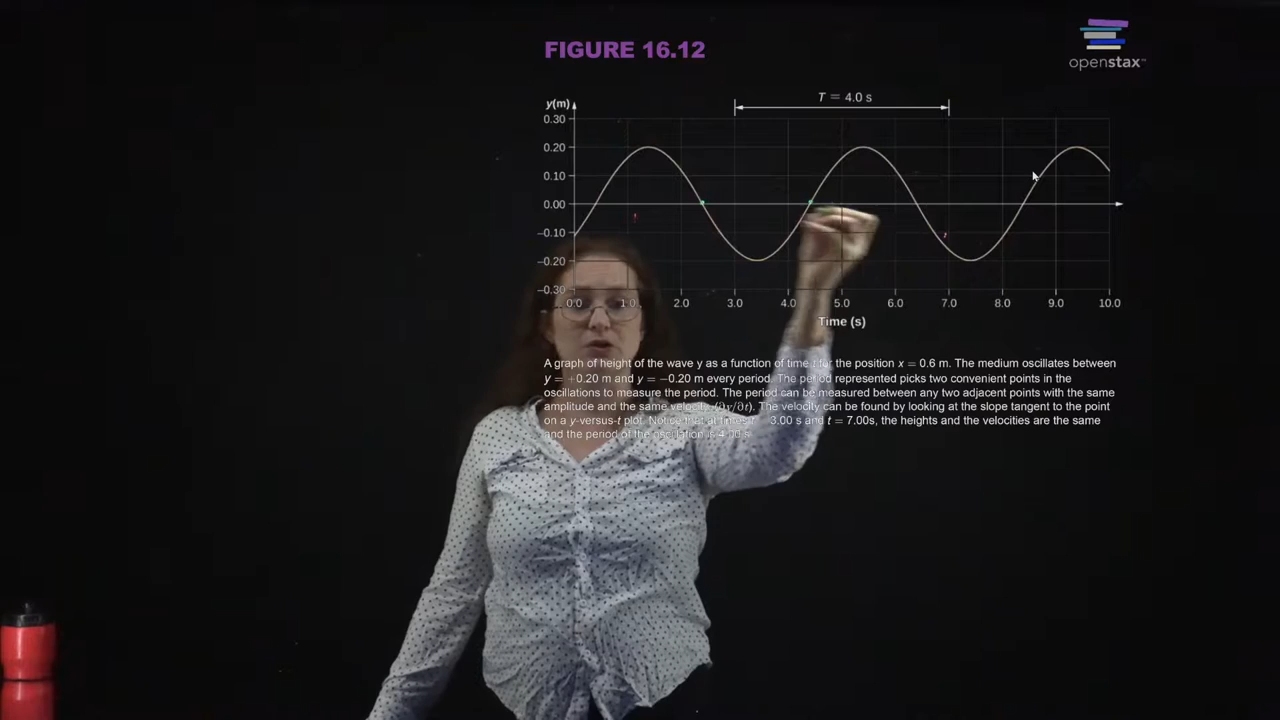 FIGURE 16.12
openstax™
T = 4.0 s
y(m)
0.30
0.20
0.10
0.00
−0.10
−0.20
−0.30
0.0 1.0 2.0 3.0 4.0 5.0 6.0 7.0 8.0 9.0 10.0
Time (s)
A graph of height of the wave y as a function of time t for the position x = 0.6 m. The medium oscillates between
y = +0.20 m and y = −0.20 m every period. The period represented picks two convenient points in the
oscillations to measure the period. The period can be measured between any two adjacent points with the same
amplitude and the same velocity, (∂y/∂t). The velocity can be found by looking at the slope tangent to the point
on a y-versus-t plot. Notice that at times t = 3.00 s and t = 7.00s, the heights and the velocities are the same
and the period of the oscillation is 4.00 s.